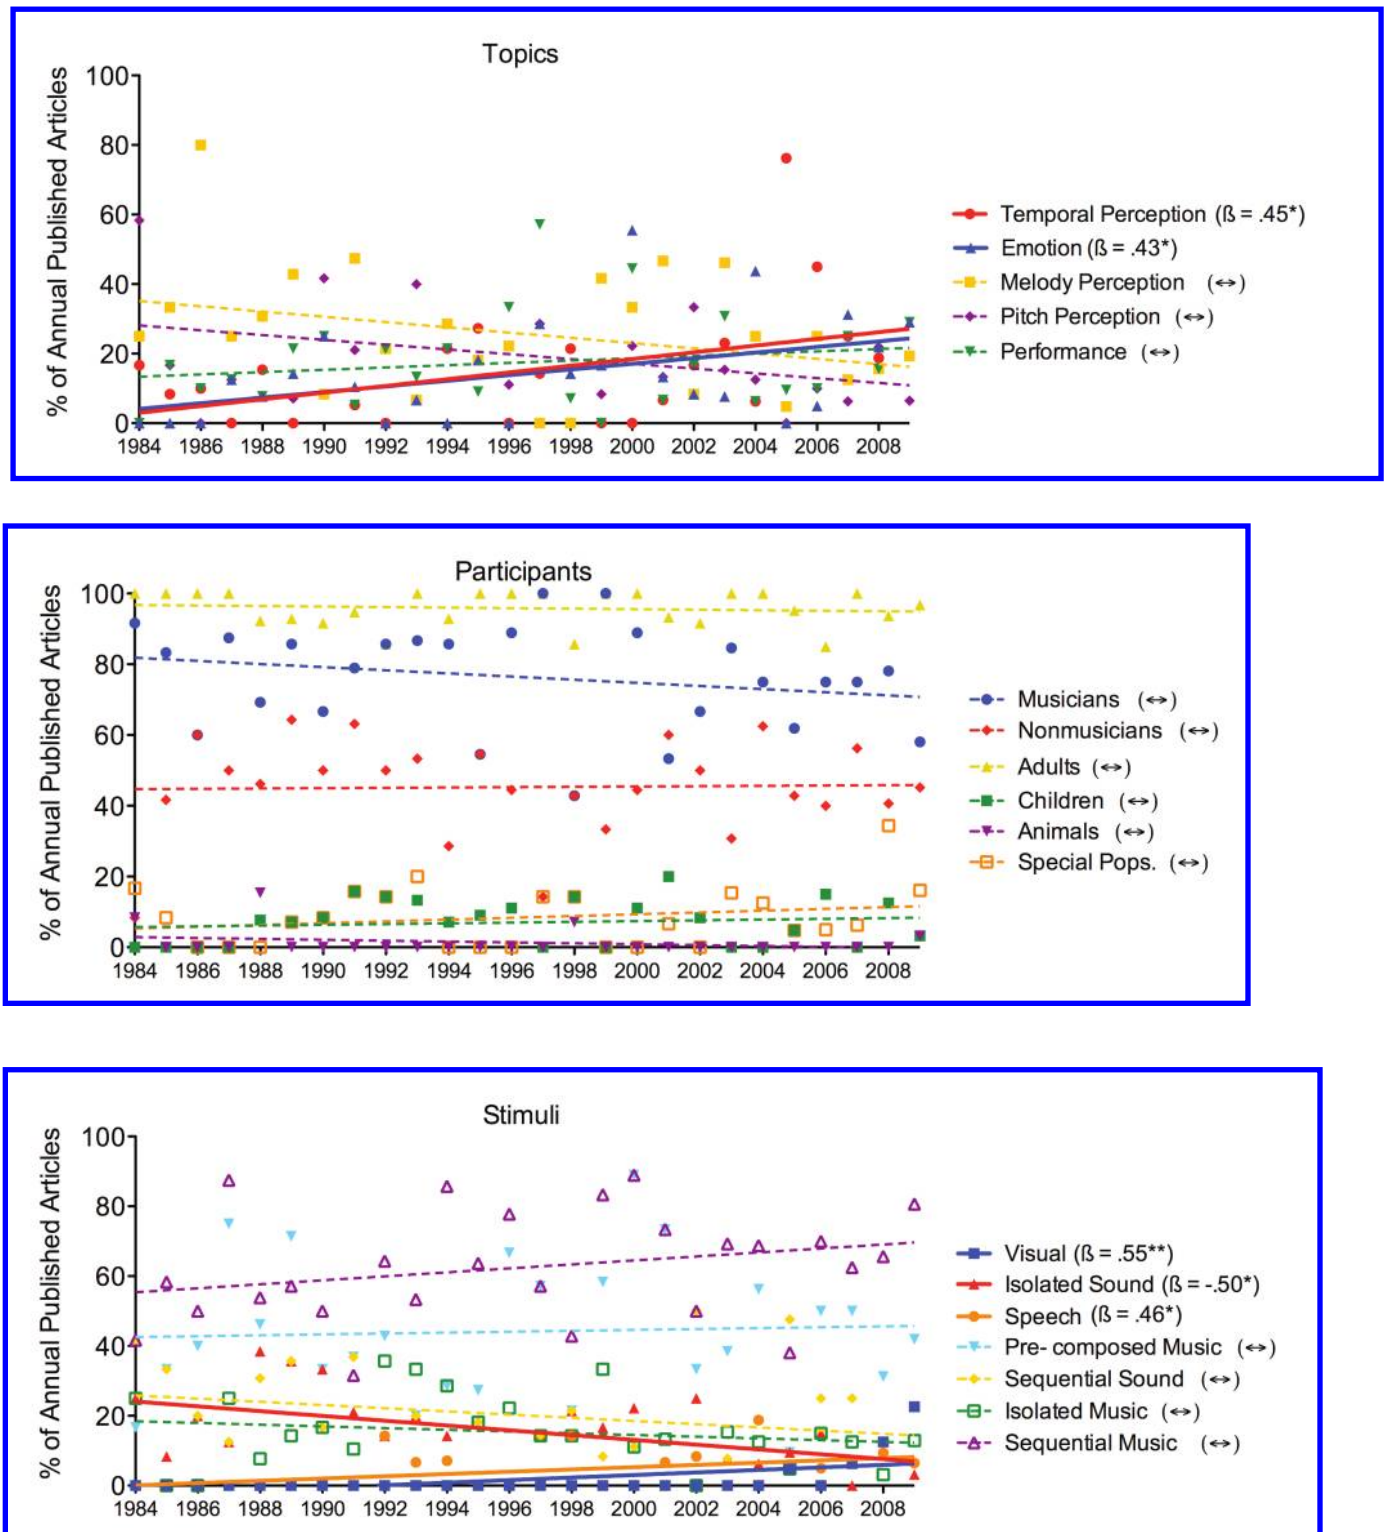 Topics
% of Annual Published Articles
100
80
60
40
20
0
1984 1986 1988 1990 1992 1994 1996 1998 2000 2002 2004 2006 2008
Temporal Perception (ß = .45*)
Emotion (ß = .43*)
Melody Perception (↔)
Pitch Perception (↔)
Performance (↔)
Participants
% of Annual Published Articles
100
80
60
40
20
0
1984 1986 1988 1990 1992 1994 1996 1998 2000 2002 2004 2006 2008
Musicians (↔)
Nonmusicians (↔)
Adults (↔)
Children (↔)
Animals (↔)
Special Pops. (↔)
Stimuli
% of Annual Published Articles
100
80
60
40
20
0
1984 1986 1988 1990 1992 1994 1996 1998 2000 2002 2004 2006 2008
Visual (ß = .55**)
Isolated Sound (ß = -.50*)
Speech (ß = .46*)
Pre- composed Music (↔)
Sequential Sound (↔)
Isolated Music (↔)
Sequential Music (↔)